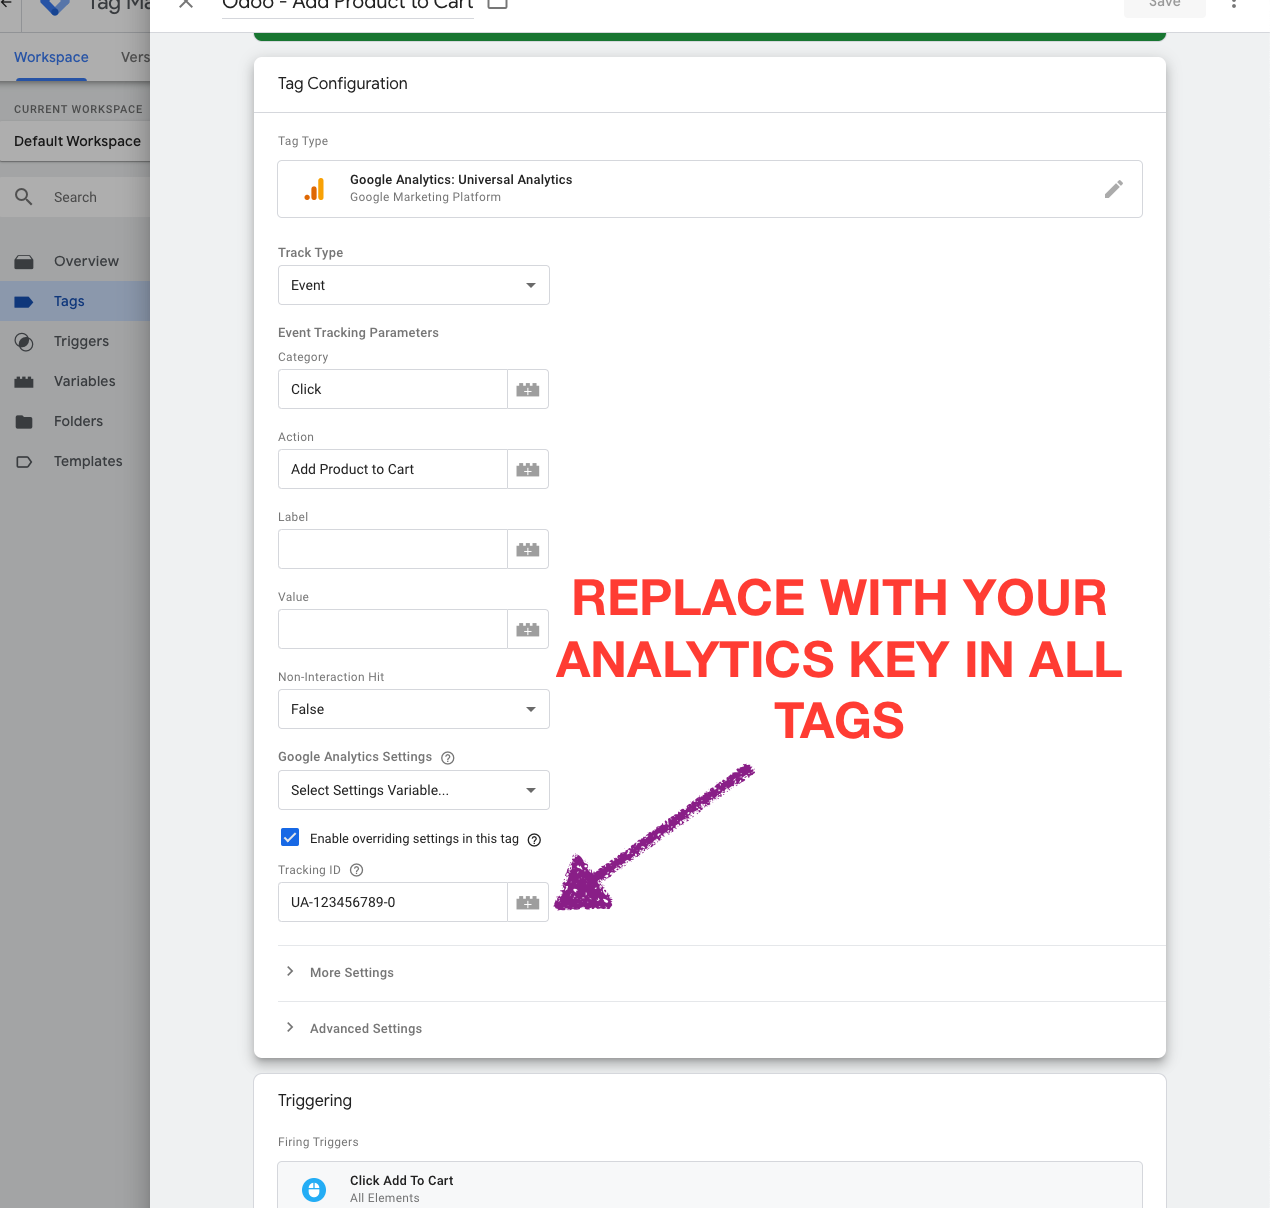 Tag Ma
Odoo - Add Product to Cart
Save
Workspace
Vers
CURRENT WORKSPACE
Default Workspace
Search
Overview
Tags
Triggers
Variables
Folders
Templates
Tag Configuration
Tag Type
Google Analytics: Universal Analytics
Google Marketing Platform
Track Type
Event
Event Tracking Parameters
Category
Click
Action
Add Product to Cart
Label
Value
Non-Interaction Hit
False
Google Analytics Settings
Select Settings Variable...
Enable overriding settings in this tag
Tracking ID
UA-123456789-0
REPLACE WITH YOUR
ANALYTICS KEY IN ALL
TAGS
More Settings
Advanced Settings
Triggering
Firing Triggers
Click Add To Cart
All Elements